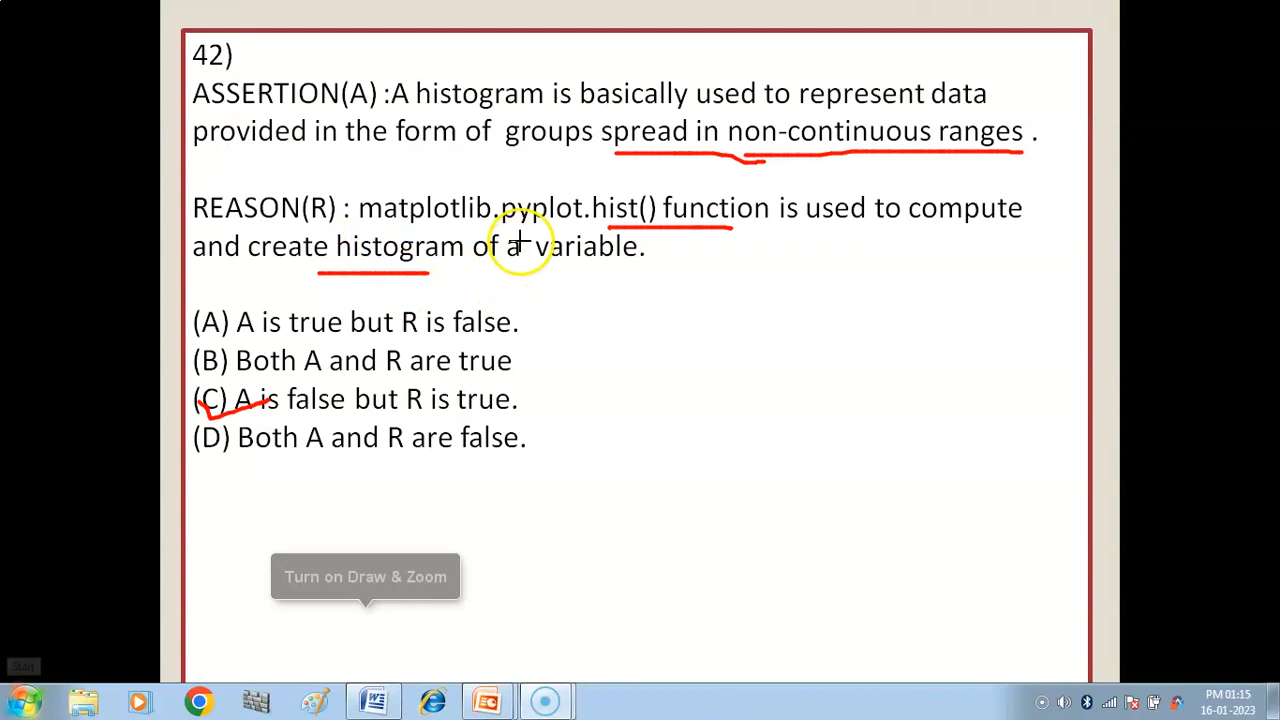 42)
ASSERTION(A) :A histogram is basically used to represent data
provided in the form of groups spread in non-continuous ranges .
REASON(R) : matplotlib.pyplot.hist() function is used to compute
and create histogram of a variable.
(A) A is true but R is false.
(B) Both A and R are true
(C) A is false but R is true.
(D) Both A and R are false.
Turn on Draw & Zoom
Start
PM 01:15
16-01-2023